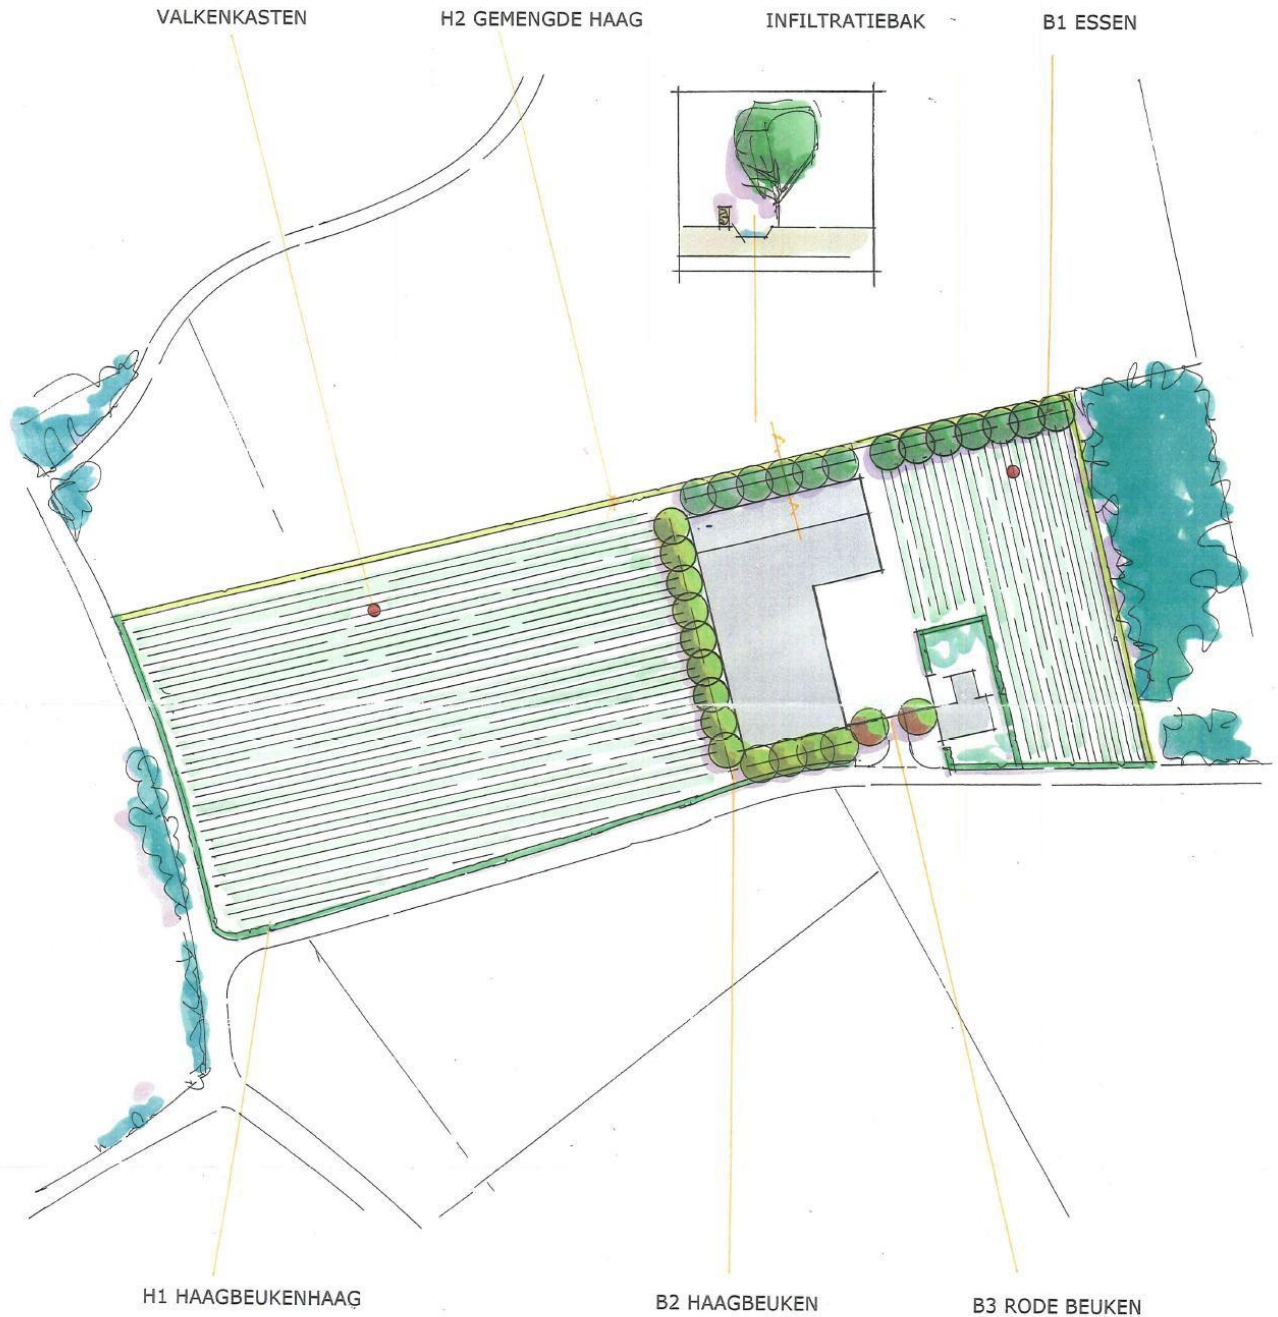 VALKENKASTEN
H2 GEMENGDE HAAG
INFILTRATIEBAK
B1 ESSEN
A
A
H1 HAAGBEUKENHAAG
B2 HAAGBEUKEN
B3 RODE BEUKEN